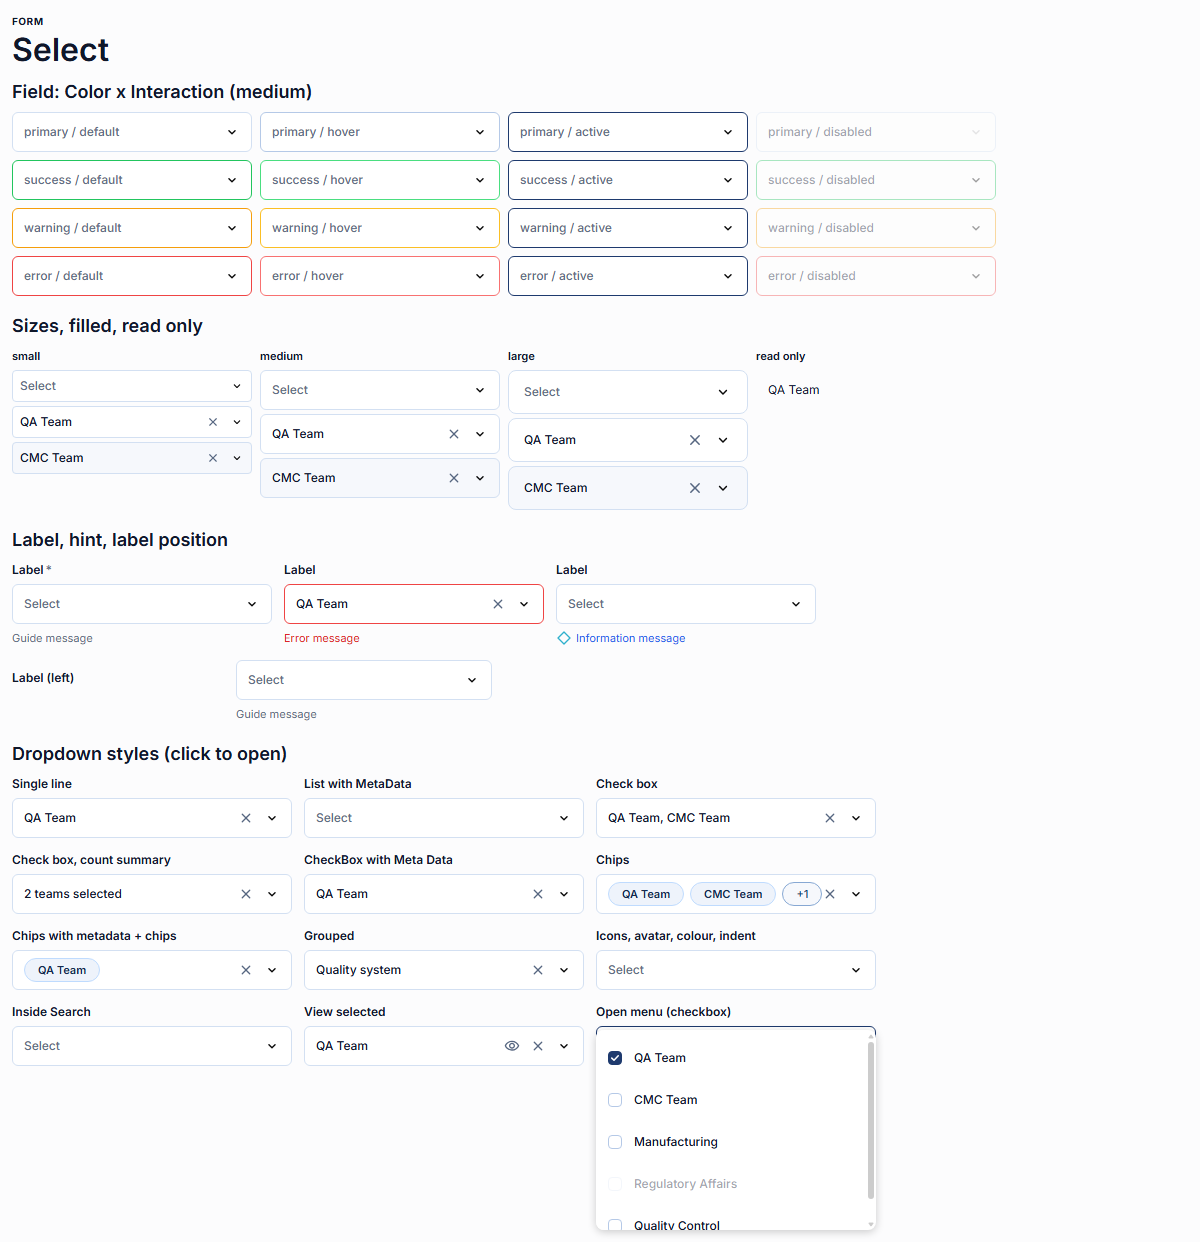 FORM
Select
Field: Color x Interaction (medium)
primary / default
primary / hover
primary / active
primary / disabled
success / default
success / hover
success / active
success / disabled
warning / default
warning / hover
warning / active
warning / disabled
error / default
error / hover
error / active
error / disabled
Sizes, filled, read only
small
medium
large
read only
Select
Select
Select
QA Team
QA Team
QA Team
QA Team
CMC Team
CMC Team
CMC Team
Label, hint, label position
Label *
Label
Label
Select
QA Team
Select
Guide message
Error message
Information message
Label (left)
Select
Guide message
Dropdown styles (click to open)
Single line
List with MetaData
Check box
QA Team
Select
QA Team, CMC Team
Check box, count summary
CheckBox with Meta Data
Chips
2 teams selected
QA Team
QA Team
CMC Team
+1
Chips with metadata + chips
Grouped
Icons, avatar, colour, indent
QA Team
Quality system
Select
Inside Search
View selected
Open menu (checkbox)
Select
QA Team
QA Team
CMC Team
Manufacturing
Regulatory Affairs
Quality Control